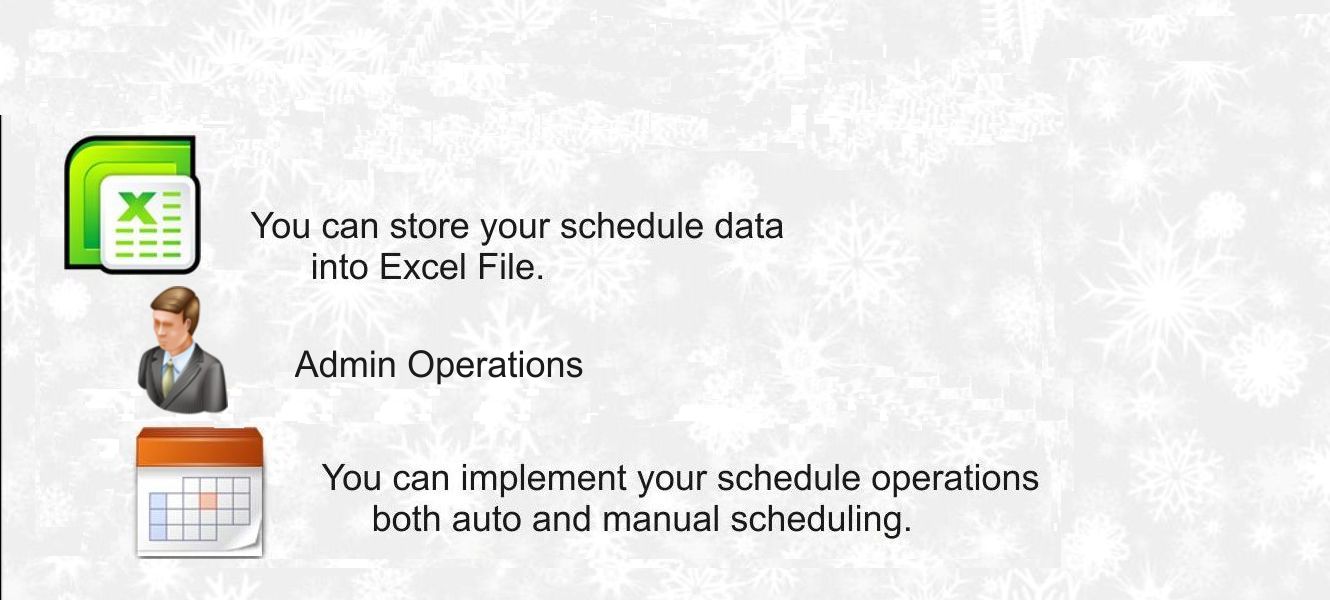 You can store your schedule data
into Excel File.
Admin Operations
You can implement your schedule operations
both auto and manual scheduling.